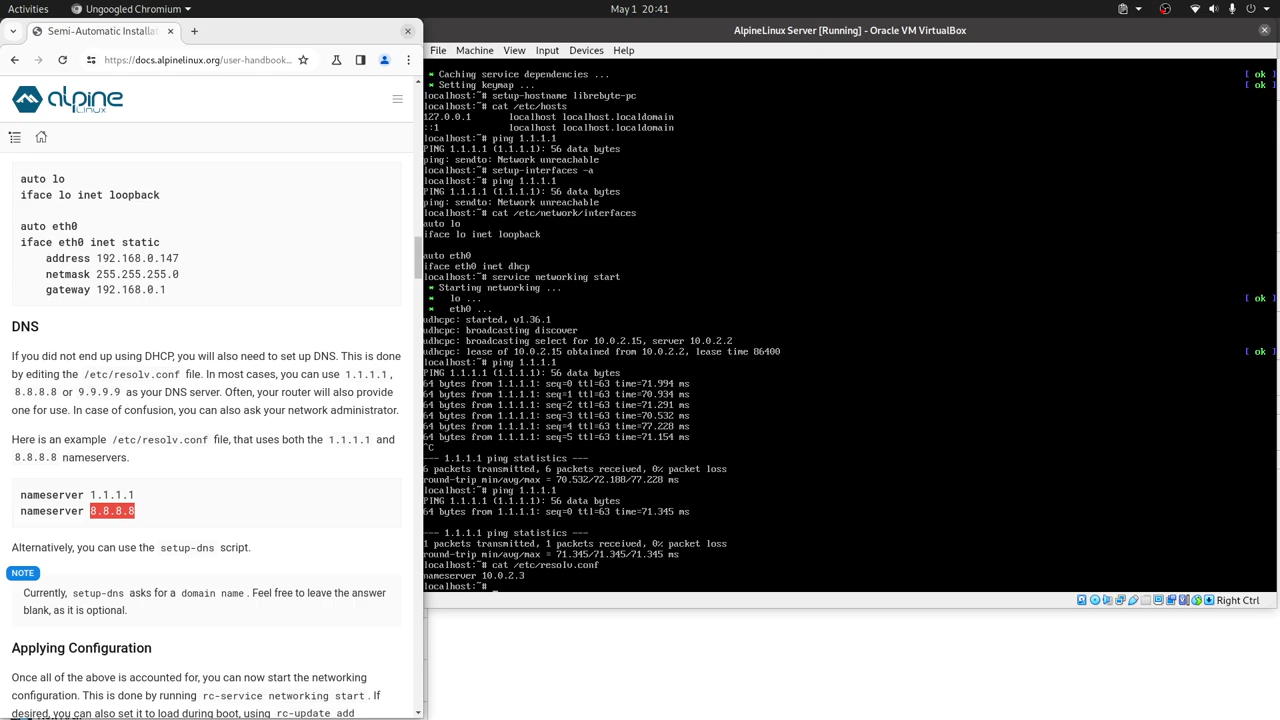 Activities
Ungoogled Chromium
May 1 20:41
Semi-Automatic Installat
https://docs.alpinelinux.org/user-handbook...
alpine
LINUX
auto lo
iface lo inet loopback
auto eth0
iface eth0 inet static
address 192.168.0.147
netmask 255.255.255.0
gateway 192.168.0.1
DNS
If you did not end up using DHCP, you will also need to set up DNS. This is done
by editing the /etc/resolv.conf file. In most cases, you can use 1.1.1.1 ,
8.8.8.8 or 9.9.9.9 as your DNS server. Often, your router will also provide
one for use. In case of confusion, you can also ask your network administrator.
Here is an example /etc/resolv.conf file, that uses both the 1.1.1.1 and
8.8.8.8 nameservers.
nameserver 1.1.1.1
nameserver 8.8.8.8
Alternatively, you can use the setup-dns script.
NOTE
Currently, setup-dns asks for a domain name . Feel free to leave the answer
blank, as it is optional.
Applying Configuration
Once all of the above is accounted for, you can now start the networking
configuration. This is done by running rc-service networking start . If
desired, you can also set it to load during boot, using rc-update add
AlpineLinux Server [Running] - Oracle VM VirtualBox
File Machine View Input Devices Help
* Caching service dependencies ... [ ok ]
* Setting keymap ... [ ok ]
localhost:~# setup-hostname librebyte-pc
localhost:~# cat /etc/hosts
127.0.0.1 localhost localhost.localdomain
::1 localhost localhost.localdomain
localhost:~# ping 1.1.1.1
PING 1.1.1.1 (1.1.1.1): 56 data bytes
ping: sendto: Network unreachable
localhost:~# setup-interfaces -a
localhost:~# ping 1.1.1.1
PING 1.1.1.1 (1.1.1.1): 56 data bytes
ping: sendto: Network unreachable
localhost:~# cat /etc/network/interfaces
auto lo
iface lo inet loopback
auto eth0
iface eth0 inet dhcp
localhost:~# service networking start
* Starting networking ...
* lo ... [ ok ]
* eth0 ...
udhcpc: started, v1.36.1
udhcpc: broadcasting discover
udhcpc: broadcasting select for 10.0.2.15, server 10.0.2.2
udhcpc: lease of 10.0.2.15 obtained from 10.0.2.2, lease time 86400 [ ok ]
localhost:~# ping 1.1.1.1
PING 1.1.1.1 (1.1.1.1): 56 data bytes
64 bytes from 1.1.1.1: seq=0 ttl=63 time=71.994 ms
64 bytes from 1.1.1.1: seq=1 ttl=63 time=70.934 ms
64 bytes from 1.1.1.1: seq=2 ttl=63 time=71.291 ms
64 bytes from 1.1.1.1: seq=3 ttl=63 time=70.532 ms
64 bytes from 1.1.1.1: seq=4 ttl=63 time=77.228 ms
64 bytes from 1.1.1.1: seq=5 ttl=63 time=71.154 ms
^C
--- 1.1.1.1 ping statistics ---
6 packets transmitted, 6 packets received, 0% packet loss
round-trip min/avg/max = 70.532/72.188/77.228 ms
localhost:~# ping 1.1.1.1
PING 1.1.1.1 (1.1.1.1): 56 data bytes
64 bytes from 1.1.1.1: seq=0 ttl=63 time=71.345 ms
--- 1.1.1.1 ping statistics ---
1 packets transmitted, 1 packets received, 0% packet loss
round-trip min/avg/max = 71.345/71.345/71.345 ms
localhost:~# cat /etc/resolv.conf
nameserver 10.0.2.3
localhost:~# _
Right Ctrl